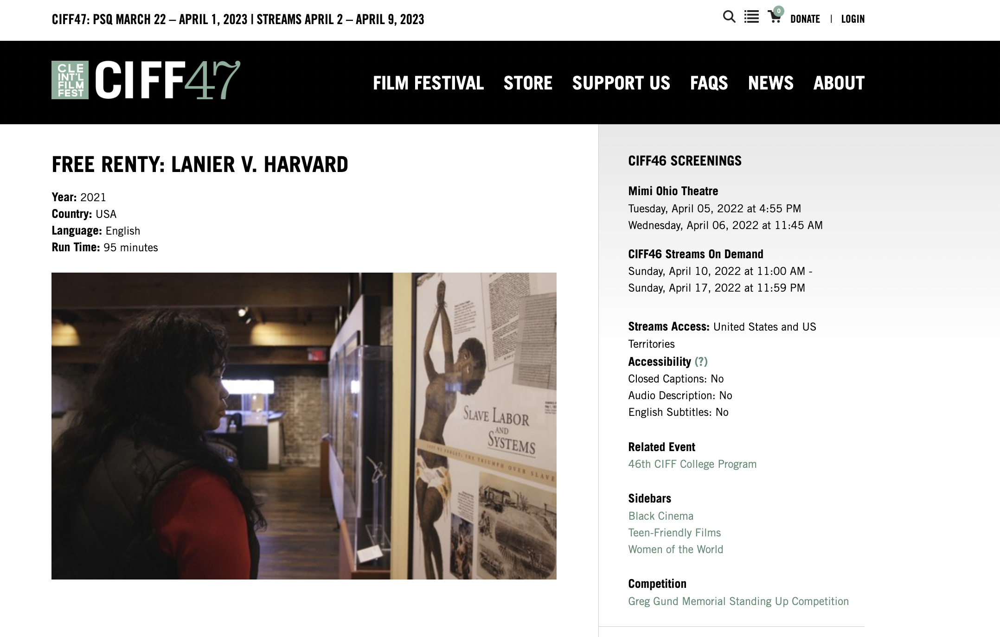 CIFF47: PSQ MARCH 22 – APRIL 1, 2023 | STREAMS APRIL 2 – APRIL 9, 2023
0
DONATE | LOGIN
CLE
INT'L
FILM
FEST
CIFF47
FILM FESTIVAL STORE SUPPORT US FAQS NEWS ABOUT
FREE RENTY: LANIER V. HARVARD
Year: 2021
Country: USA
Language: English
Run Time: 95 minutes
SLAVE LABOR
AND
SYSTEMS
LEST WE FORGET: THE TRIUMPH OVER SLAVE
CIFF46 SCREENINGS
Mimi Ohio Theatre
Tuesday, April 05, 2022 at 4:55 PM
Wednesday, April 06, 2022 at 11:45 AM
CIFF46 Streams On Demand
Sunday, April 10, 2022 at 11:00 AM -
Sunday, April 17, 2022 at 11:59 PM
Streams Access: United States and US
Territories
Accessibility (?)
Closed Captions: No
Audio Description: No
English Subtitles: No
Related Event
46th CIFF College Program
Sidebars
Black Cinema
Teen-Friendly Films
Women of the World
Competition
Greg Gund Memorial Standing Up Competition